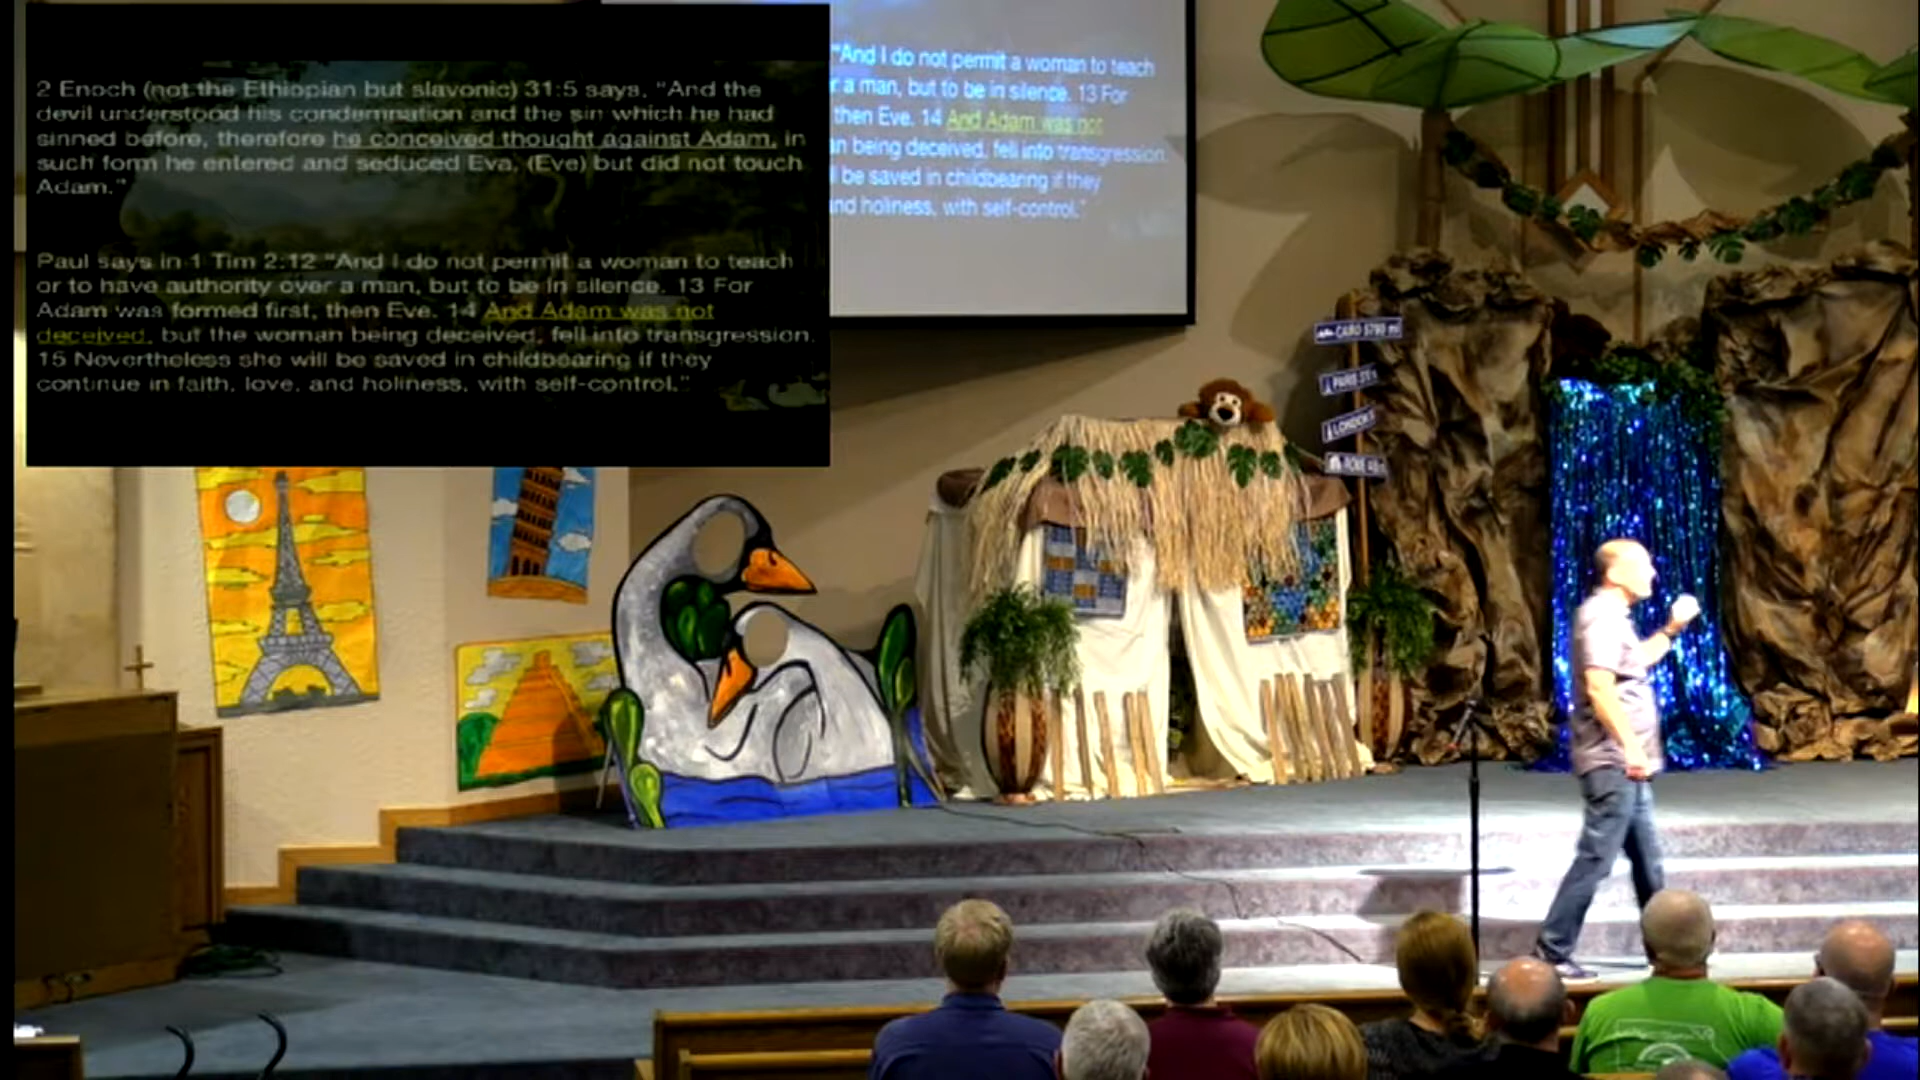 2 Enoch (not the Ethiopian but slavonic) 31:5 says, "And the
devil understood his condemnation and the sin which he had
sinned before, therefore he conceived thought against Adam, in
such form he entered and seduced Eva, (Eve) but did not touch
Adam."
Paul says in 1 Tim 2:12 "And I do not permit a woman to teach
or to have authority over a man, but to be in silence. 13 For
Adam was formed first, then Eve. 14 And Adam was not
deceived, but the woman being deceived, fell into transgression.
15 Nevertheless she will be saved in childbearing if they
continue in faith, love, and holiness, with self-control."
"And I do not permit a woman to teach
r a man, but to be in silence. 13 For
then Eve. 14 And Adam was not
n being deceived, fell into transgression.
l be saved in childbearing if they
nd holiness, with self-control."
CAIRO 5780 mi
PARIS
LONDON
ROME